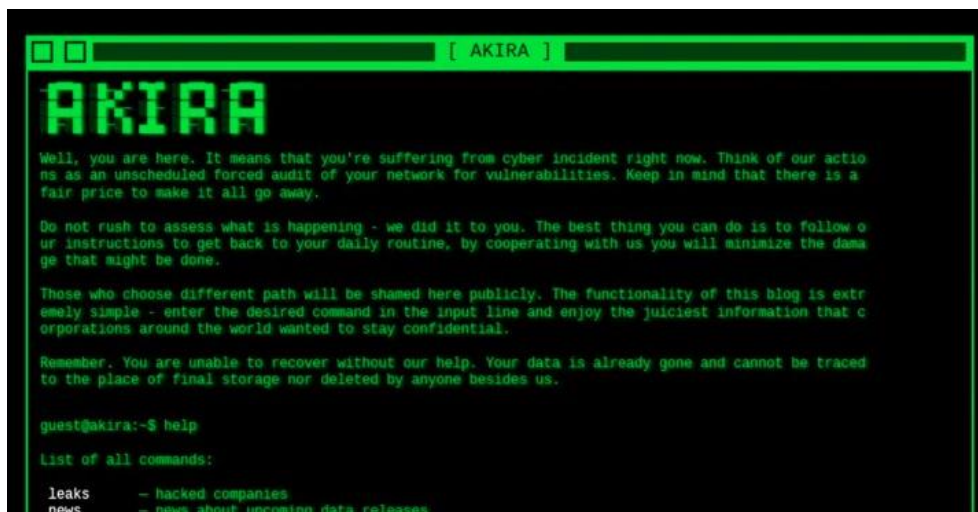 [ AKIRA ]
AKIRA
Well, you are here. It means that you're suffering from cyber incident right now. Think of our actio
ns as an unscheduled forced audit of your network for vulnerabilities. Keep in mind that there is a
fair price to make it all go away.
Do not rush to assess what is happening - we did it to you. The best thing you can do is to follow o
ur instructions to get back to your daily routine, by cooperating with us you will minimize the dama
ge that might be done.
Those who choose different path will be shamed here publicly. The functionality of this blog is extr
emely simple - enter the desired command in the input line and enjoy the juiciest information that c
orporations around the world wanted to stay confidential.
Remember. You are unable to recover without our help. Your data is already gone and cannot be traced
to the place of final storage nor deleted by anyone besides us.
guest@akira:~$ help
List of all commands:
leaks – hacked companies
news – news about upcoming data releases